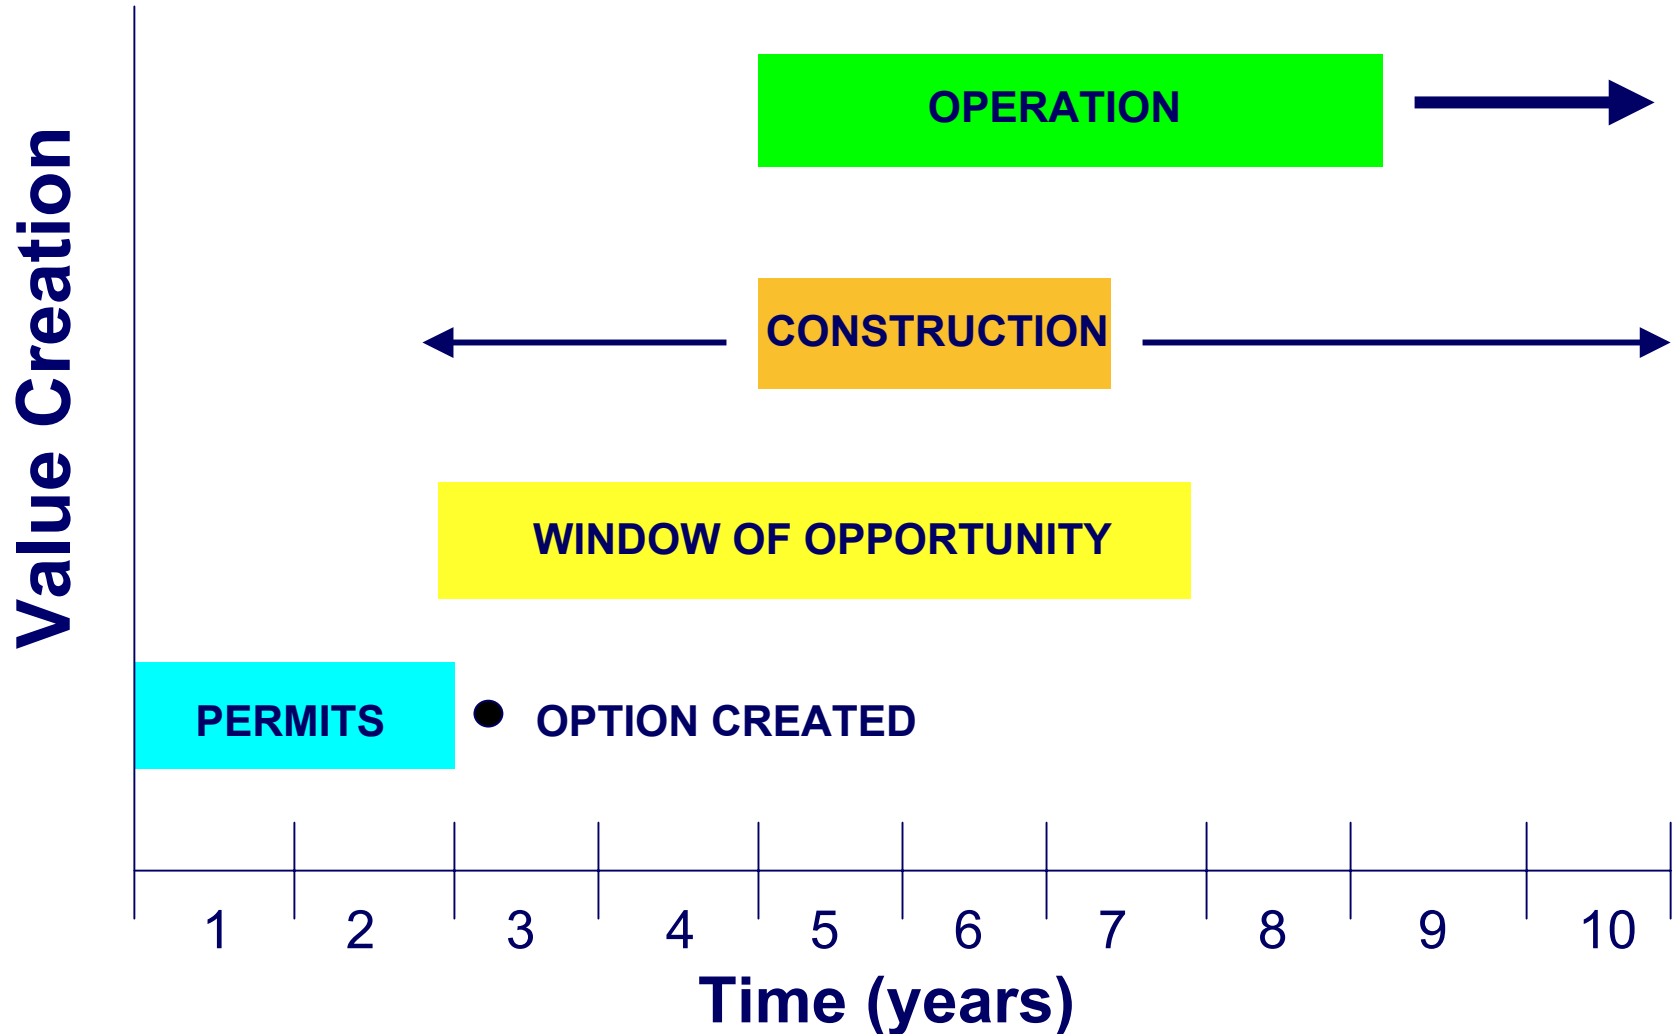 Value Creation
OPERATION
CONSTRUCTION
WINDOW OF OPPORTUNITY
PERMITS
OPTION CREATED
1 2 3 4 5 6 7 8 9 10
Time (years)